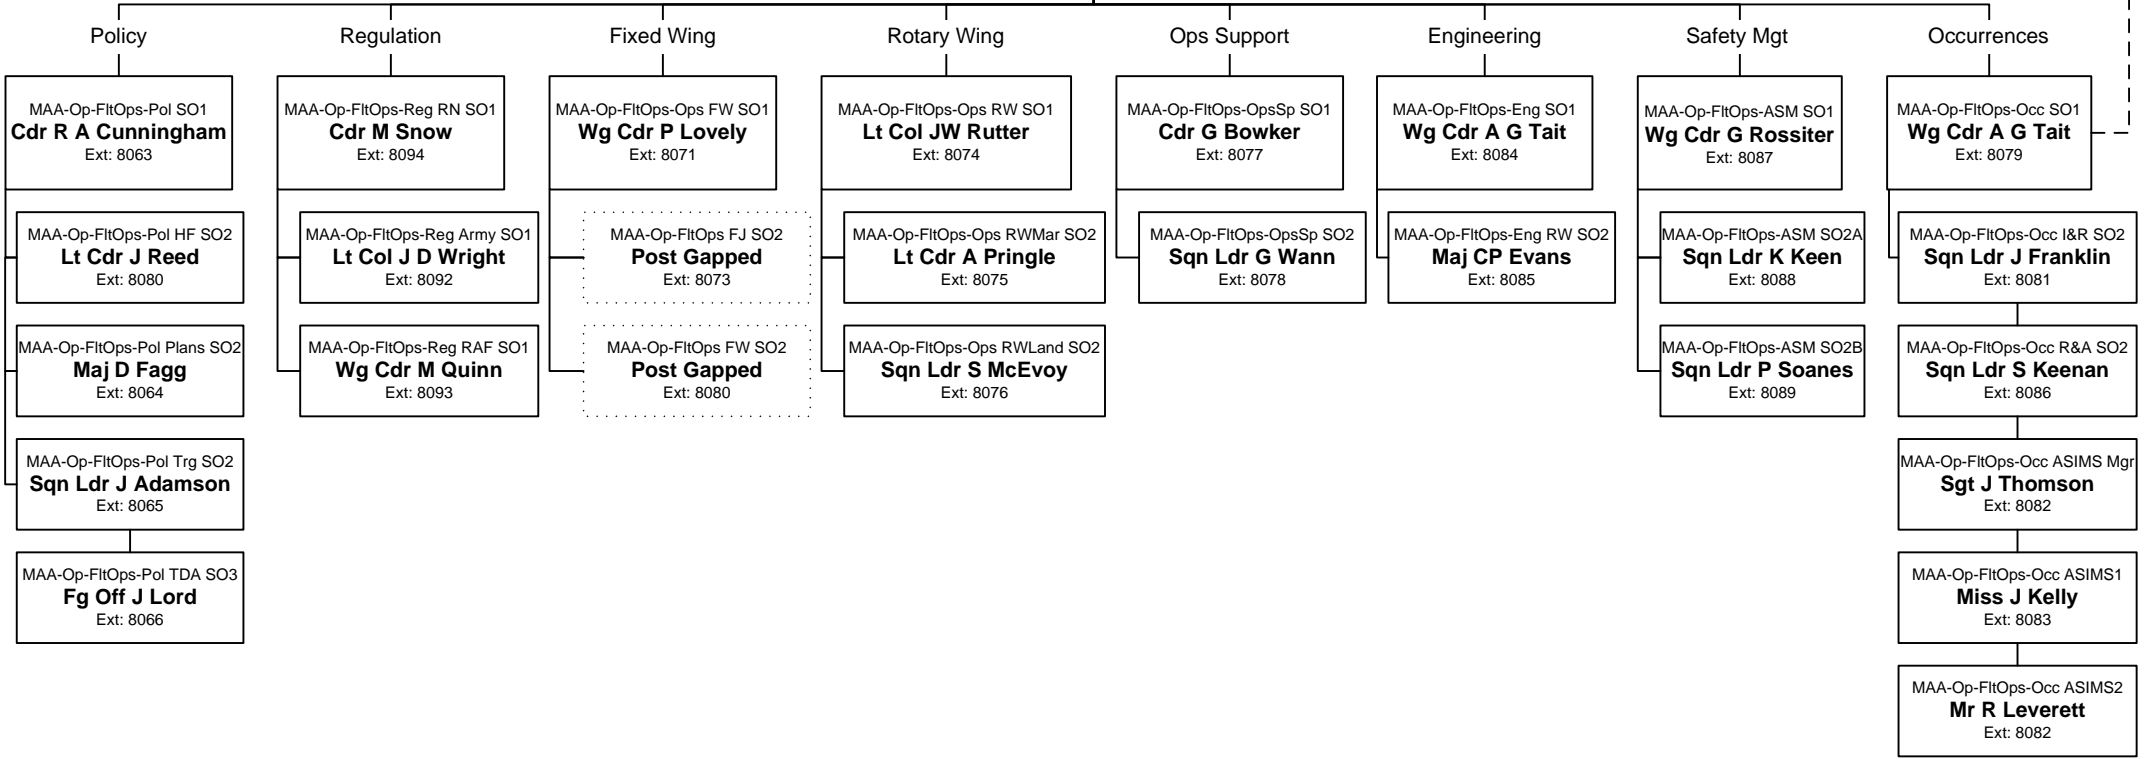 Policy
MAA-Op-FltOps-Pol SO1
Cdr R A Cunningham
Ext: 8063
MAA-Op-FltOps-Pol HF SO2
Lt Cdr J Reed
Ext: 8080
MAA-Op-FltOps-Pol Plans SO2
Maj D Fagg
Ext: 8064
MAA-Op-FltOps-Pol Trg SO2
Sqn Ldr J Adamson
Ext: 8065
MAA-Op-FltOps-Pol TDA SO3
Fg Off J Lord
Ext: 8066
Regulation
MAA-Op-FltOps-Reg RN SO1
Cdr M Snow
Ext: 8094
MAA-Op-FltOps-Reg Army SO1
Lt Col J D Wright
Ext: 8092
MAA-Op-FltOps-Reg RAF SO1
Wg Cdr M Quinn
Ext: 8093
Fixed Wing
MAA-Op-FltOps-Ops FW SO1
Wg Cdr P Lovely
Ext: 8071
MAA-Op-FltOps FJ SO2
Post Gapped
Ext: 8073
MAA-Op-FltOps FW SO2
Post Gapped
Ext: 8080
Rotary Wing
MAA-Op-FltOps-Ops RW SO1
Lt Col JW Rutter
Ext: 8074
MAA-Op-FltOps-Ops RWMar SO2
Lt Cdr A Pringle
Ext: 8075
MAA-Op-FltOps-Ops RWLand SO2
Sqn Ldr S McEvoy
Ext: 8076
Ops Support
MAA-Op-FltOps-OpsSp SO1
Cdr G Bowker
Ext: 8077
MAA-Op-FltOps-OpsSp SO2
Sqn Ldr G Wann
Ext: 8078
Engineering
MAA-Op-FltOps-Eng SO1
Wg Cdr A G Tait
Ext: 8084
MAA-Op-FltOps-Eng RW SO2
Maj CP Evans
Ext: 8085
Safety Mgt
MAA-Op-FltOps-ASM SO1
Wg Cdr G Rossiter
Ext: 8087
MAA-Op-FltOps-ASM SO2A
Sqn Ldr K Keen
Ext: 8088
MAA-Op-FltOps-ASM SO2B
Sqn Ldr P Soanes
Ext: 8089
Occurrences
MAA-Op-FltOps-Occ SO1
Wg Cdr A G Tait
Ext: 8079
MAA-Op-FltOps-Occ I&R SO2
Sqn Ldr J Franklin
Ext: 8081
MAA-Op-FltOps-Occ R&A SO2
Sqn Ldr S Keenan
Ext: 8086
MAA-Op-FltOps-Occ ASIMS Mgr
Sgt J Thomson
Ext: 8082
MAA-Op-FltOps-Occ ASIMS1
Miss J Kelly
Ext: 8083
MAA-Op-FltOps-Occ ASIMS2
Mr R Leverett
Ext: 8082